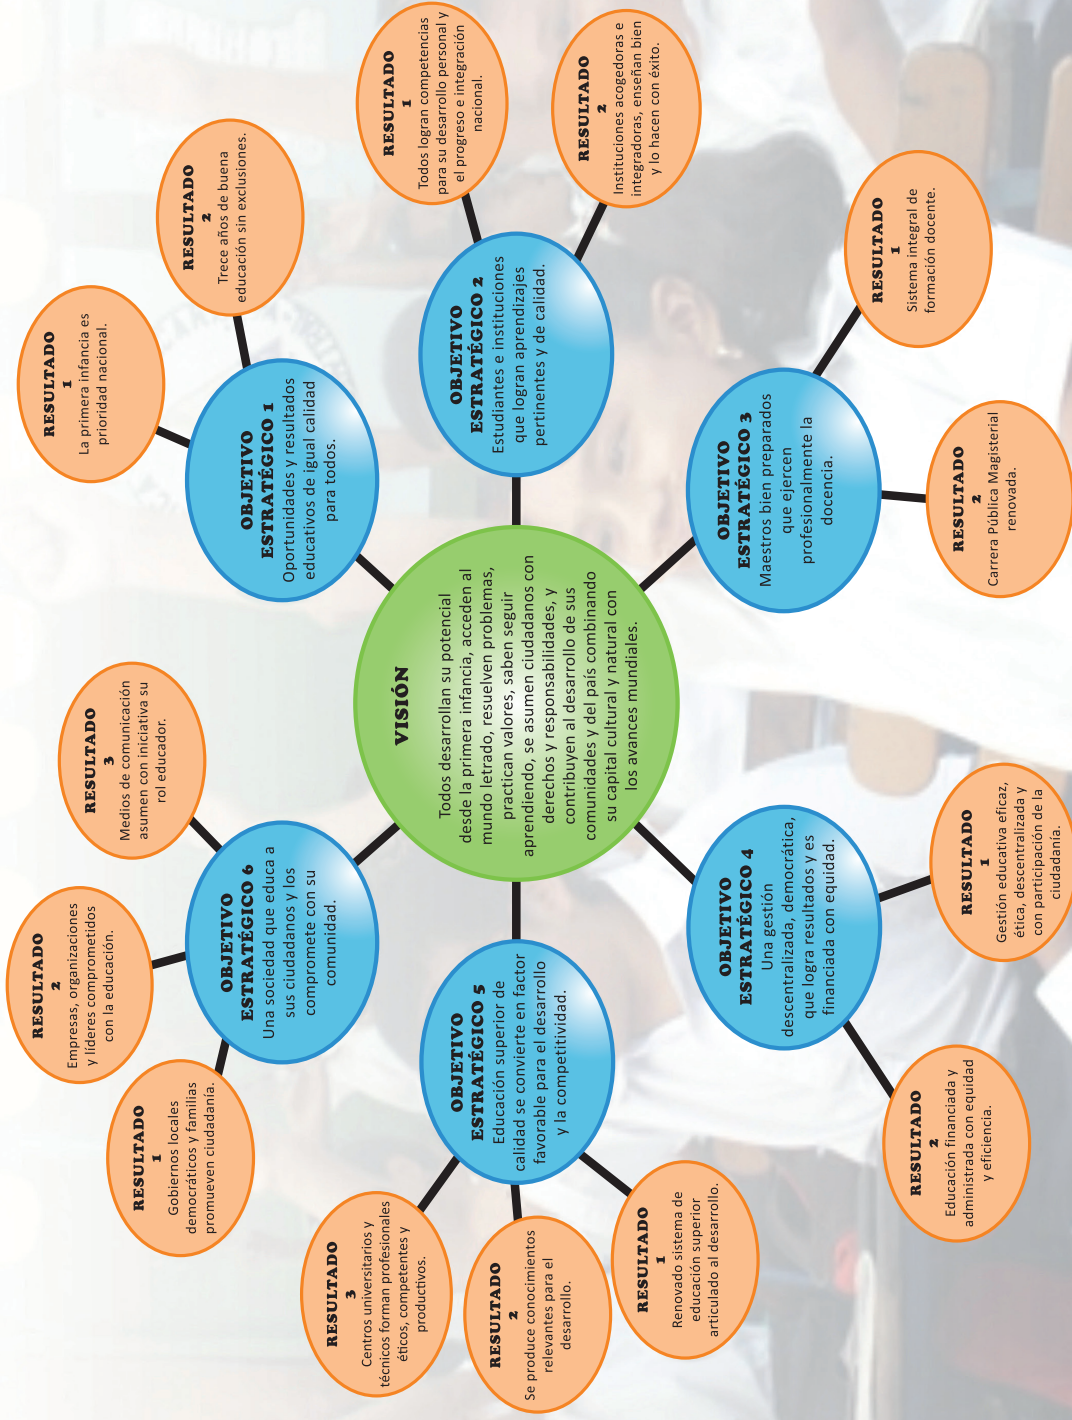 VISIÓN
Todos desarrollan su potencial
desde la primera infancia, acceden al
mundo letrado, resuelven problemas,
practican valores, saben seguir
aprendiendo, se asumen ciudadanos con
derechos y responsabilidades, y
contribuyen al desarrollo de sus
comunidades y del país combinando
su capital cultural y natural con
los avances mundiales.
OBJETIVO
ESTRATÉGICO 1
Oportunidades y resultados
educativos de igual calidad
para todos.
RESULTADO
1
La primera infancia es
prioridad nacional.
RESULTADO
2
Trece años de buena
educación sin exclusiones.
OBJETIVO
ESTRATÉGICO 2
Estudiantes e instituciones
que logran aprendizajes
pertinentes y de calidad.
RESULTADO
1
Todos logran competencias
para su desarrollo personal y
el progreso e integración
nacional.
RESULTADO
2
Instituciones acogedoras e
integradoras, enseñan bien
y lo hacen con éxito.
OBJETIVO
ESTRATÉGICO 3
Maestros bien preparados
que ejercen
profesionalmente la
docencia.
RESULTADO
1
Sistema integral de
formación docente.
RESULTADO
2
Carrera Pública Magisterial
renovada.
OBJETIVO
ESTRATÉGICO 4
Una gestión
descentralizada, democrática,
que logra resultados y es
financiada con equidad.
RESULTADO
1
Gestión educativa eficaz,
ética, descentralizada y
con participación de la
ciudadanía.
RESULTADO
2
Educación financiada y
administrada con equidad
y eficiencia.
OBJETIVO
ESTRATÉGICO 5
Educación superior de
calidad se convierte en factor
favorable para el desarrollo
y la competitividad.
RESULTADO
1
Renovado sistema de
educación superior
articulado al desarrollo.
RESULTADO
2
Se produce conocimientos
relevantes para el
desarrollo.
RESULTADO
3
Centros universitarios y
técnicos forman profesionales
éticos, competentes y
productivos.
OBJETIVO
ESTRATÉGICO 6
Una sociedad que educa a
sus ciudadanos y los
compromete con su
comunidad.
RESULTADO
1
Gobiernos locales
democráticos y familias
promueven ciudadanía.
RESULTADO
2
Empresas, organizaciones
y líderes comprometidos
con la educación.
RESULTADO
3
Medios de comunicación
asumen con iniciativa su
rol educador.